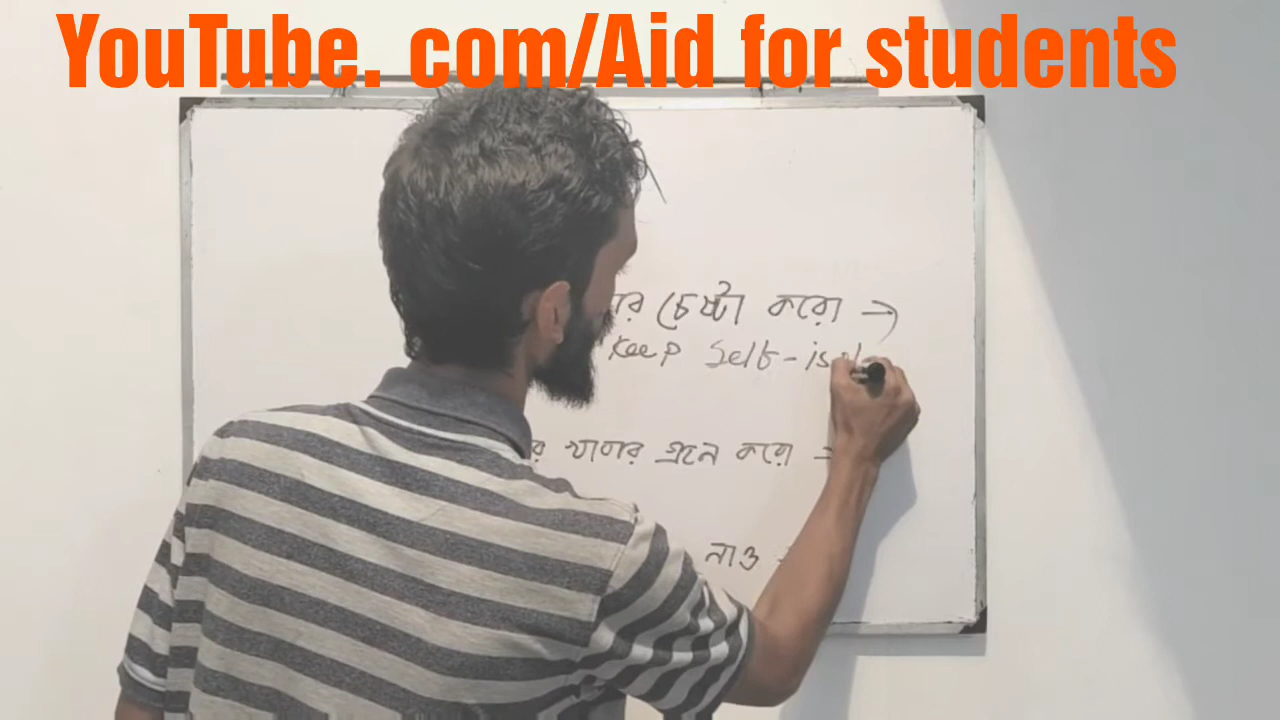 YouTube. com/Aid for students
চেষ্টা করো →
Keep Self-isol
খাবার গ্রহন করো →
নাও